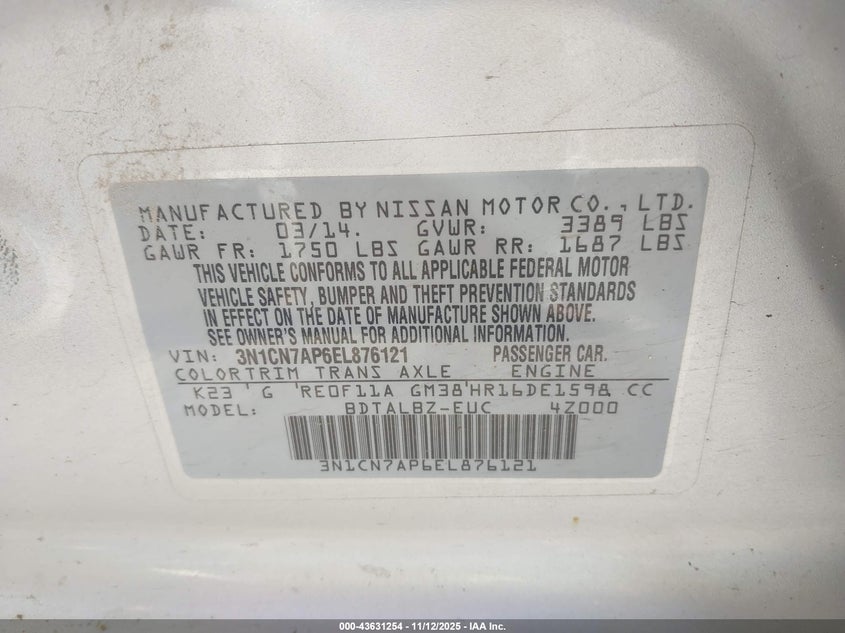 MANUFACTURED BY NISSAN MOTOR CO., LTD.
DATE: 03/14. GVWR: 3389 LBS
GAWR FR: 1750 LBS GAWR RR: 1687 LBS
THIS VEHICLE CONFORMS TO ALL APPLICABLE FEDERAL MOTOR
VEHICLE SAFETY, BUMPER AND THEFT PREVENTION STANDARDS
IN EFFECT ON THE DATE OF MANUFACTURE SHOWN ABOVE.
SEE OWNER'S MANUAL FOR ADDITIONAL INFORMATION.
VIN: 3N1CN7AP6EL876121 PASSENGER CAR.
COLORTRIM TRANS AXLE ENGINE
K23 ' G 'RE0F11A GM38'HR16DE1598 CC
MODEL: BDTALBZ-EUC 4Z000
3N1CN7AP6EL876121
000-43631254 - 11/12/2025 - IAA Inc.